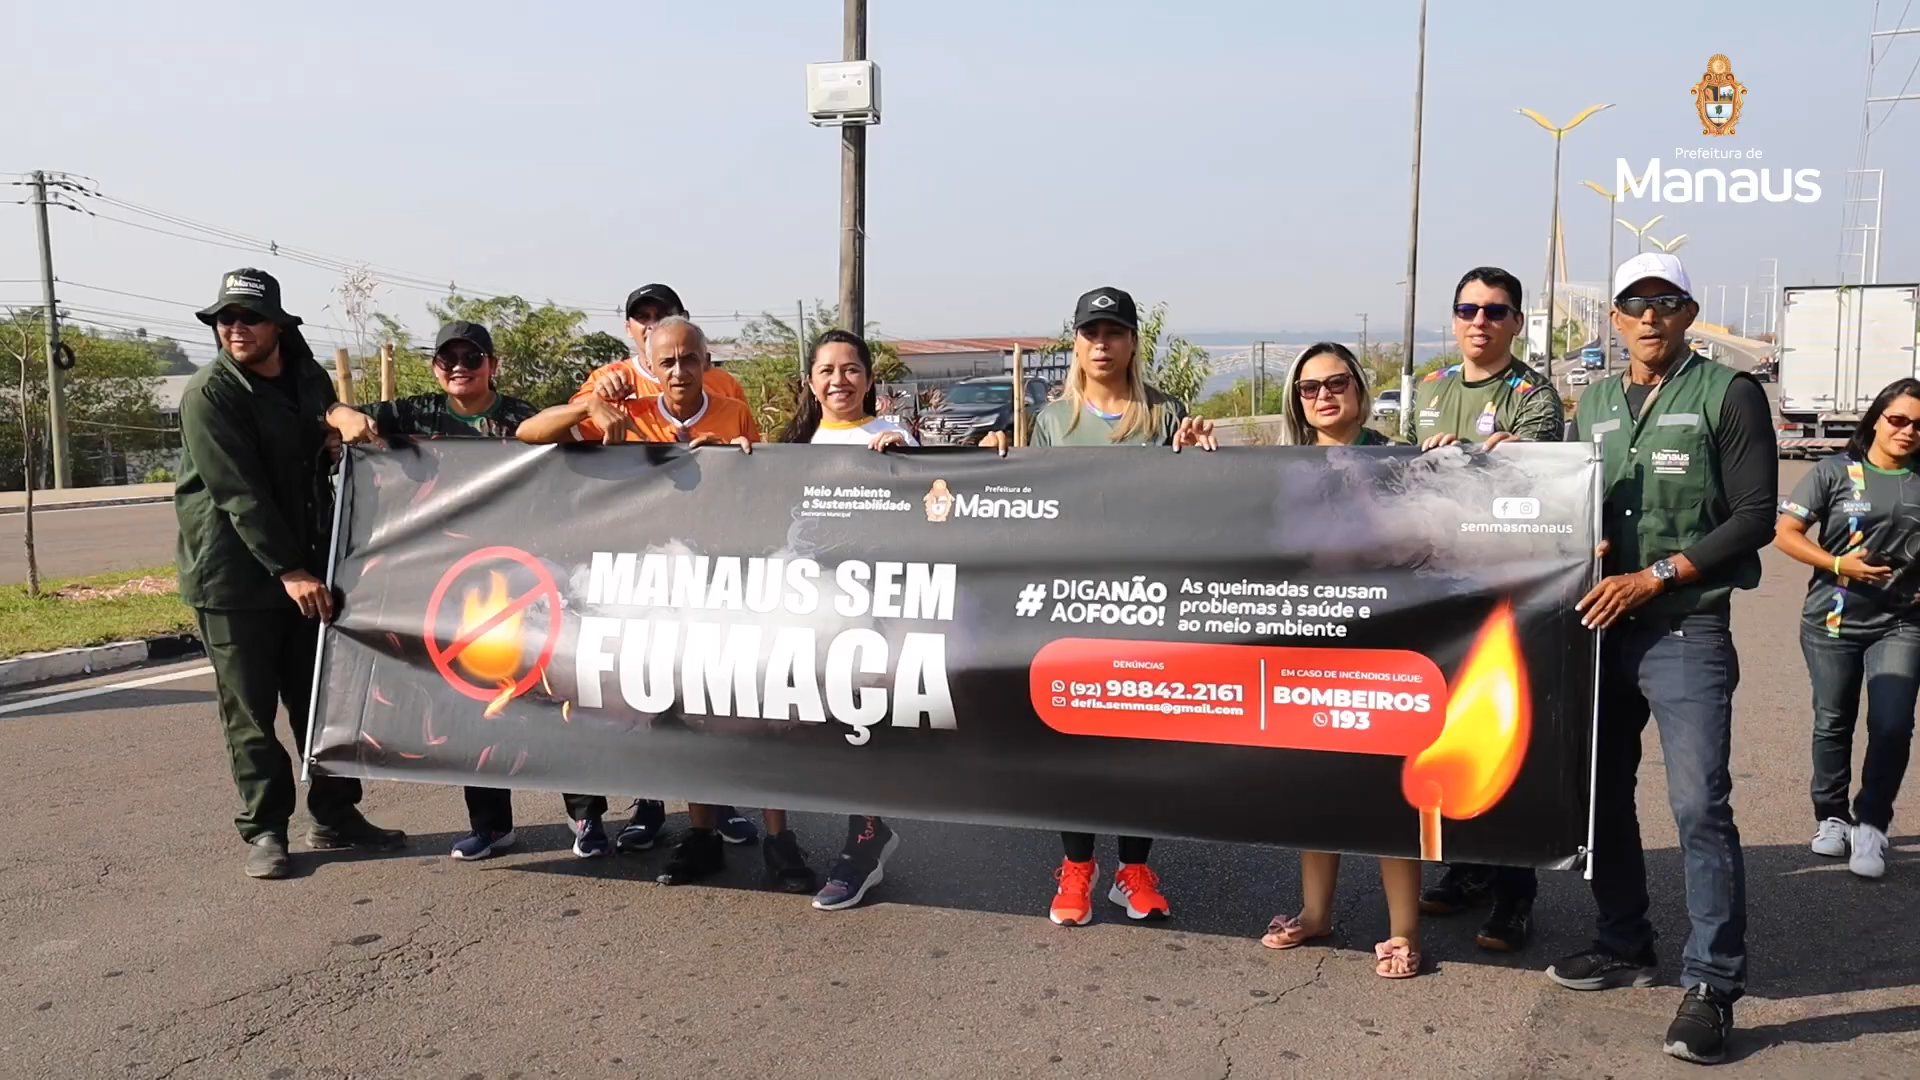 Prefeitura de
Manaus
Manaus
Meio Ambiente
e Sustentabilidade
Secretaria Municipal
Prefeitura de
Manaus
semmasmanaus
MANAUS SEM
FUMAÇA
# DIGANÃO
AOFOGO!
As queimadas causam
problemas à saúde e
ao meio ambiente
DENÚNCIAS
(92) 98842.2161
defis.semmas@gmail.com
EM CASO DE INCÊNDIOS LIGUE:
BOMBEIROS
193
Manaus